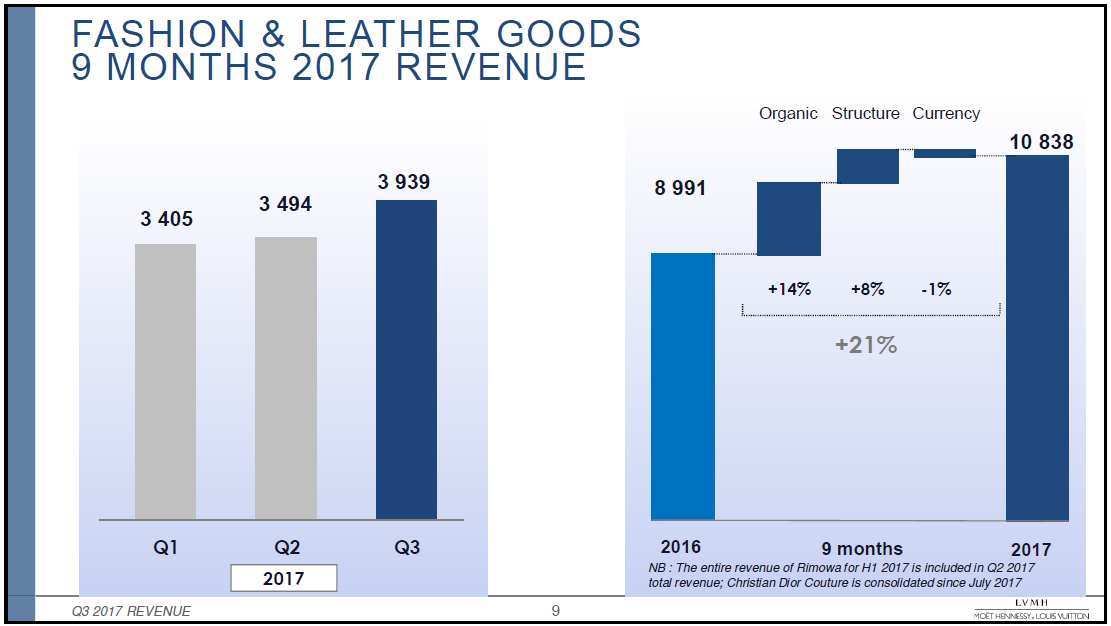 FASHION & LEATHER GOODS
9 MONTHS 2017 REVENUE
3 405
3 494
3 939
Q1 Q2 Q3
2017
Organic Structure Currency
8 991
10 838
+14% +8% -1%
+21%
2016 9 months 2017
NB : The entire revenue of Rimowa for H1 2017 is included in Q2 2017
total revenue; Christian Dior Couture is consolidated since July 2017
Q3 2017 REVENUE
9
LVMH
MOËT HENNESSY . LOUIS VUITTON